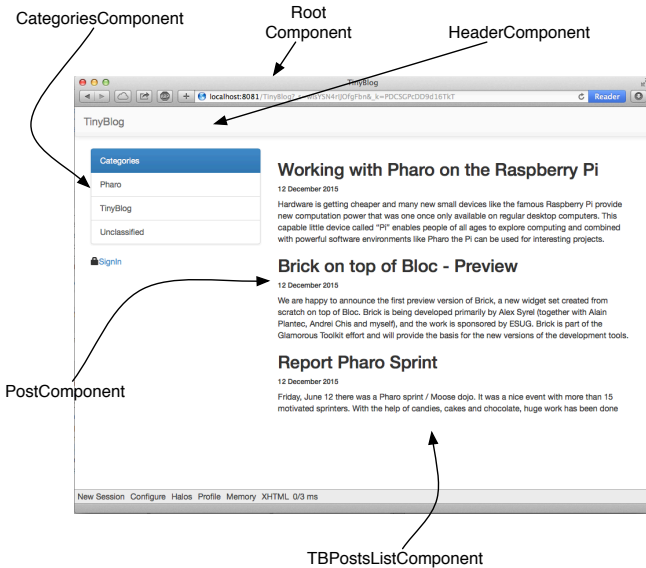 CategoriesComponent
Root
Component
HeaderComponent
TinyBlog
localhost:8081/TinyBlog?
Reader
TinyBlog
Categories
Pharo
TinyBlog
Unclassified
SignIn
Working with Pharo on the Raspberry Pi
12 December 2015
Hardware is getting cheaper and many new small devices like the famous Raspberry Pi provide
new computation power that was one once only available on regular desktop computers. This
capable little device called "Pi" enables people of all ages to explore computing and combined
with powerful software environments like Pharo the Pi can be used for interesting projects.
Brick on top of Bloc - Preview
12 December 2015
We are happy to announce the first preview version of Brick, a new widget set created from
scratch on top of Bloc. Brick is being developed primarily by Alex Syrel (together with Alain
Plantec, Andrei Chis and myself), and the work is sponsored by ESUG. Brick is part of the
Glamorous Toolkit effort and will provide the basis for the new versions of the development tools.
Report Pharo Sprint
12 December 2015
Friday, June 12 there was a Pharo sprint / Moose dojo. It was a nice event with more than 15
motivated sprinters. With the help of candies, cakes and chocolate, huge work has been done
PostComponent
New Session Configure Halos Profile Memory XHTML 0/3 ms
TBPostsListComponent